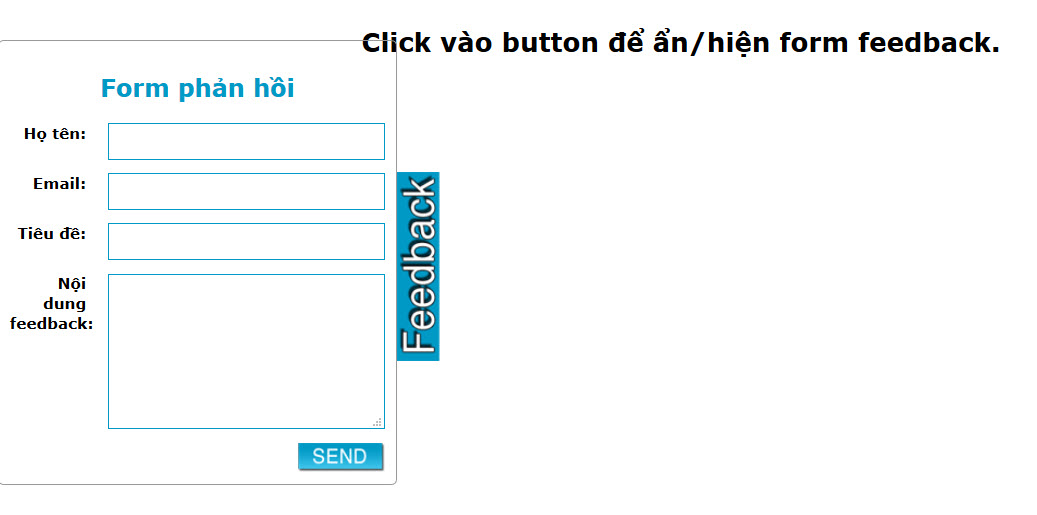 Click vào button để ẩn/hiện form feedback.
Form phản hồi
Họ tên:
Email:
Tiêu đề:
Nội
dung
feedback:
Feedback
SEND